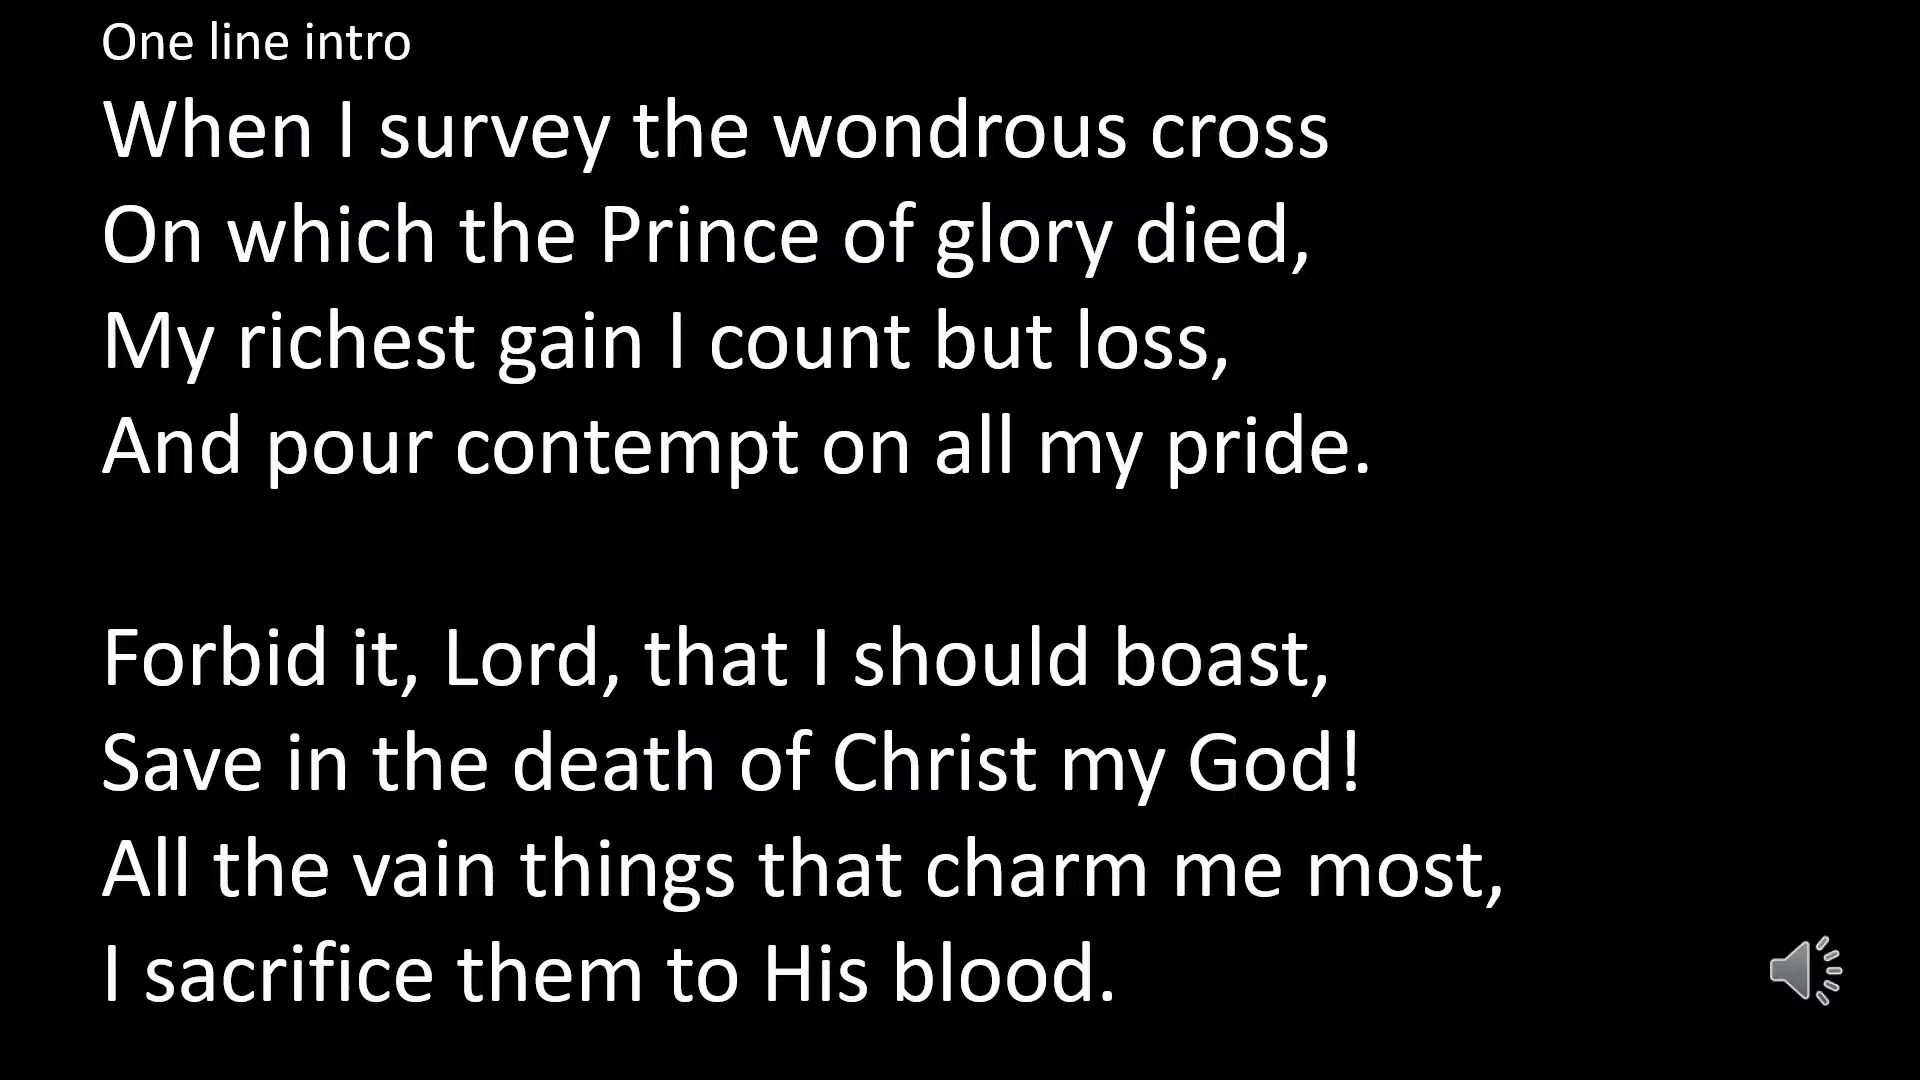 One line intro
When I survey the wondrous cross
On which the Prince of glory died,
My richest gain I count but loss,
And pour contempt on all my pride.
Forbid it, Lord, that I should boast,
Save in the death of Christ my God!
All the vain things that charm me most,
I sacrifice them to His blood.